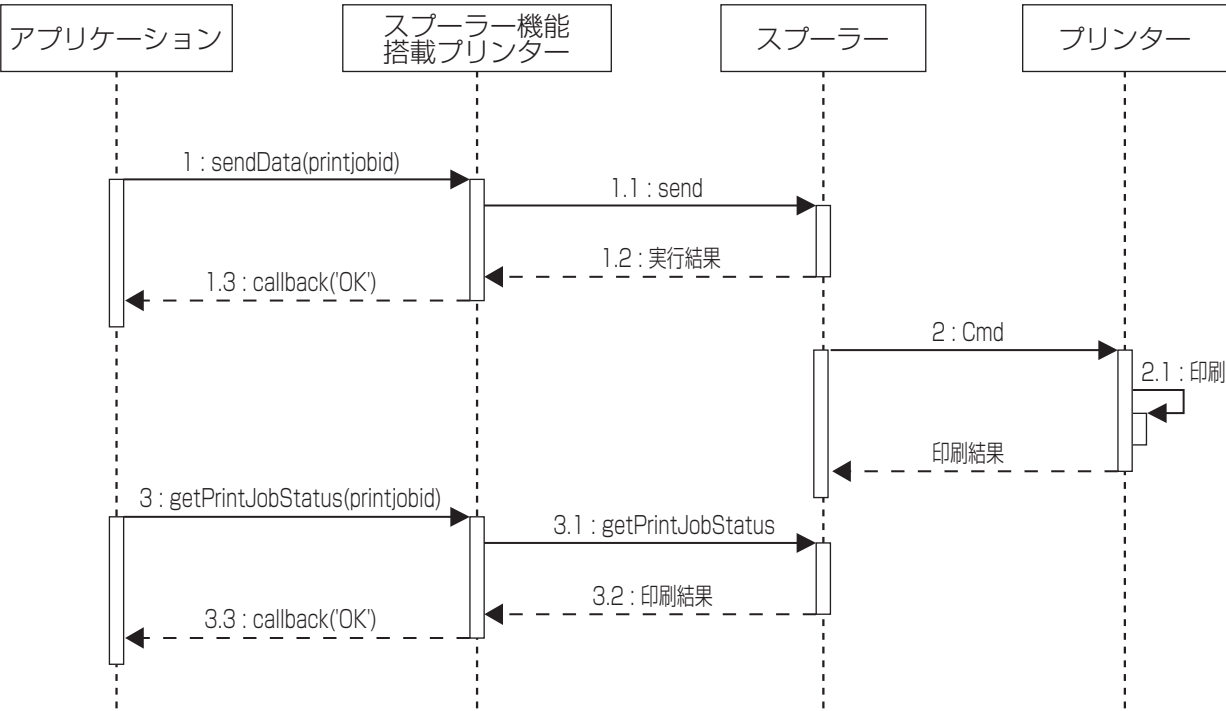 アプリケーション
スプーラー機能
搭載プリンター
スプーラー
プリンター
1 : sendData(printjobid)
1.1 : send
1.2 : 実行結果
1.3 : callback('OK')
2 : Cmd
2.1 : 印刷
印刷結果
3 : getPrintJobStatus(printjobid)
3.1 : getPrintJobStatus
3.2 : 印刷結果
3.3 : callback('OK')